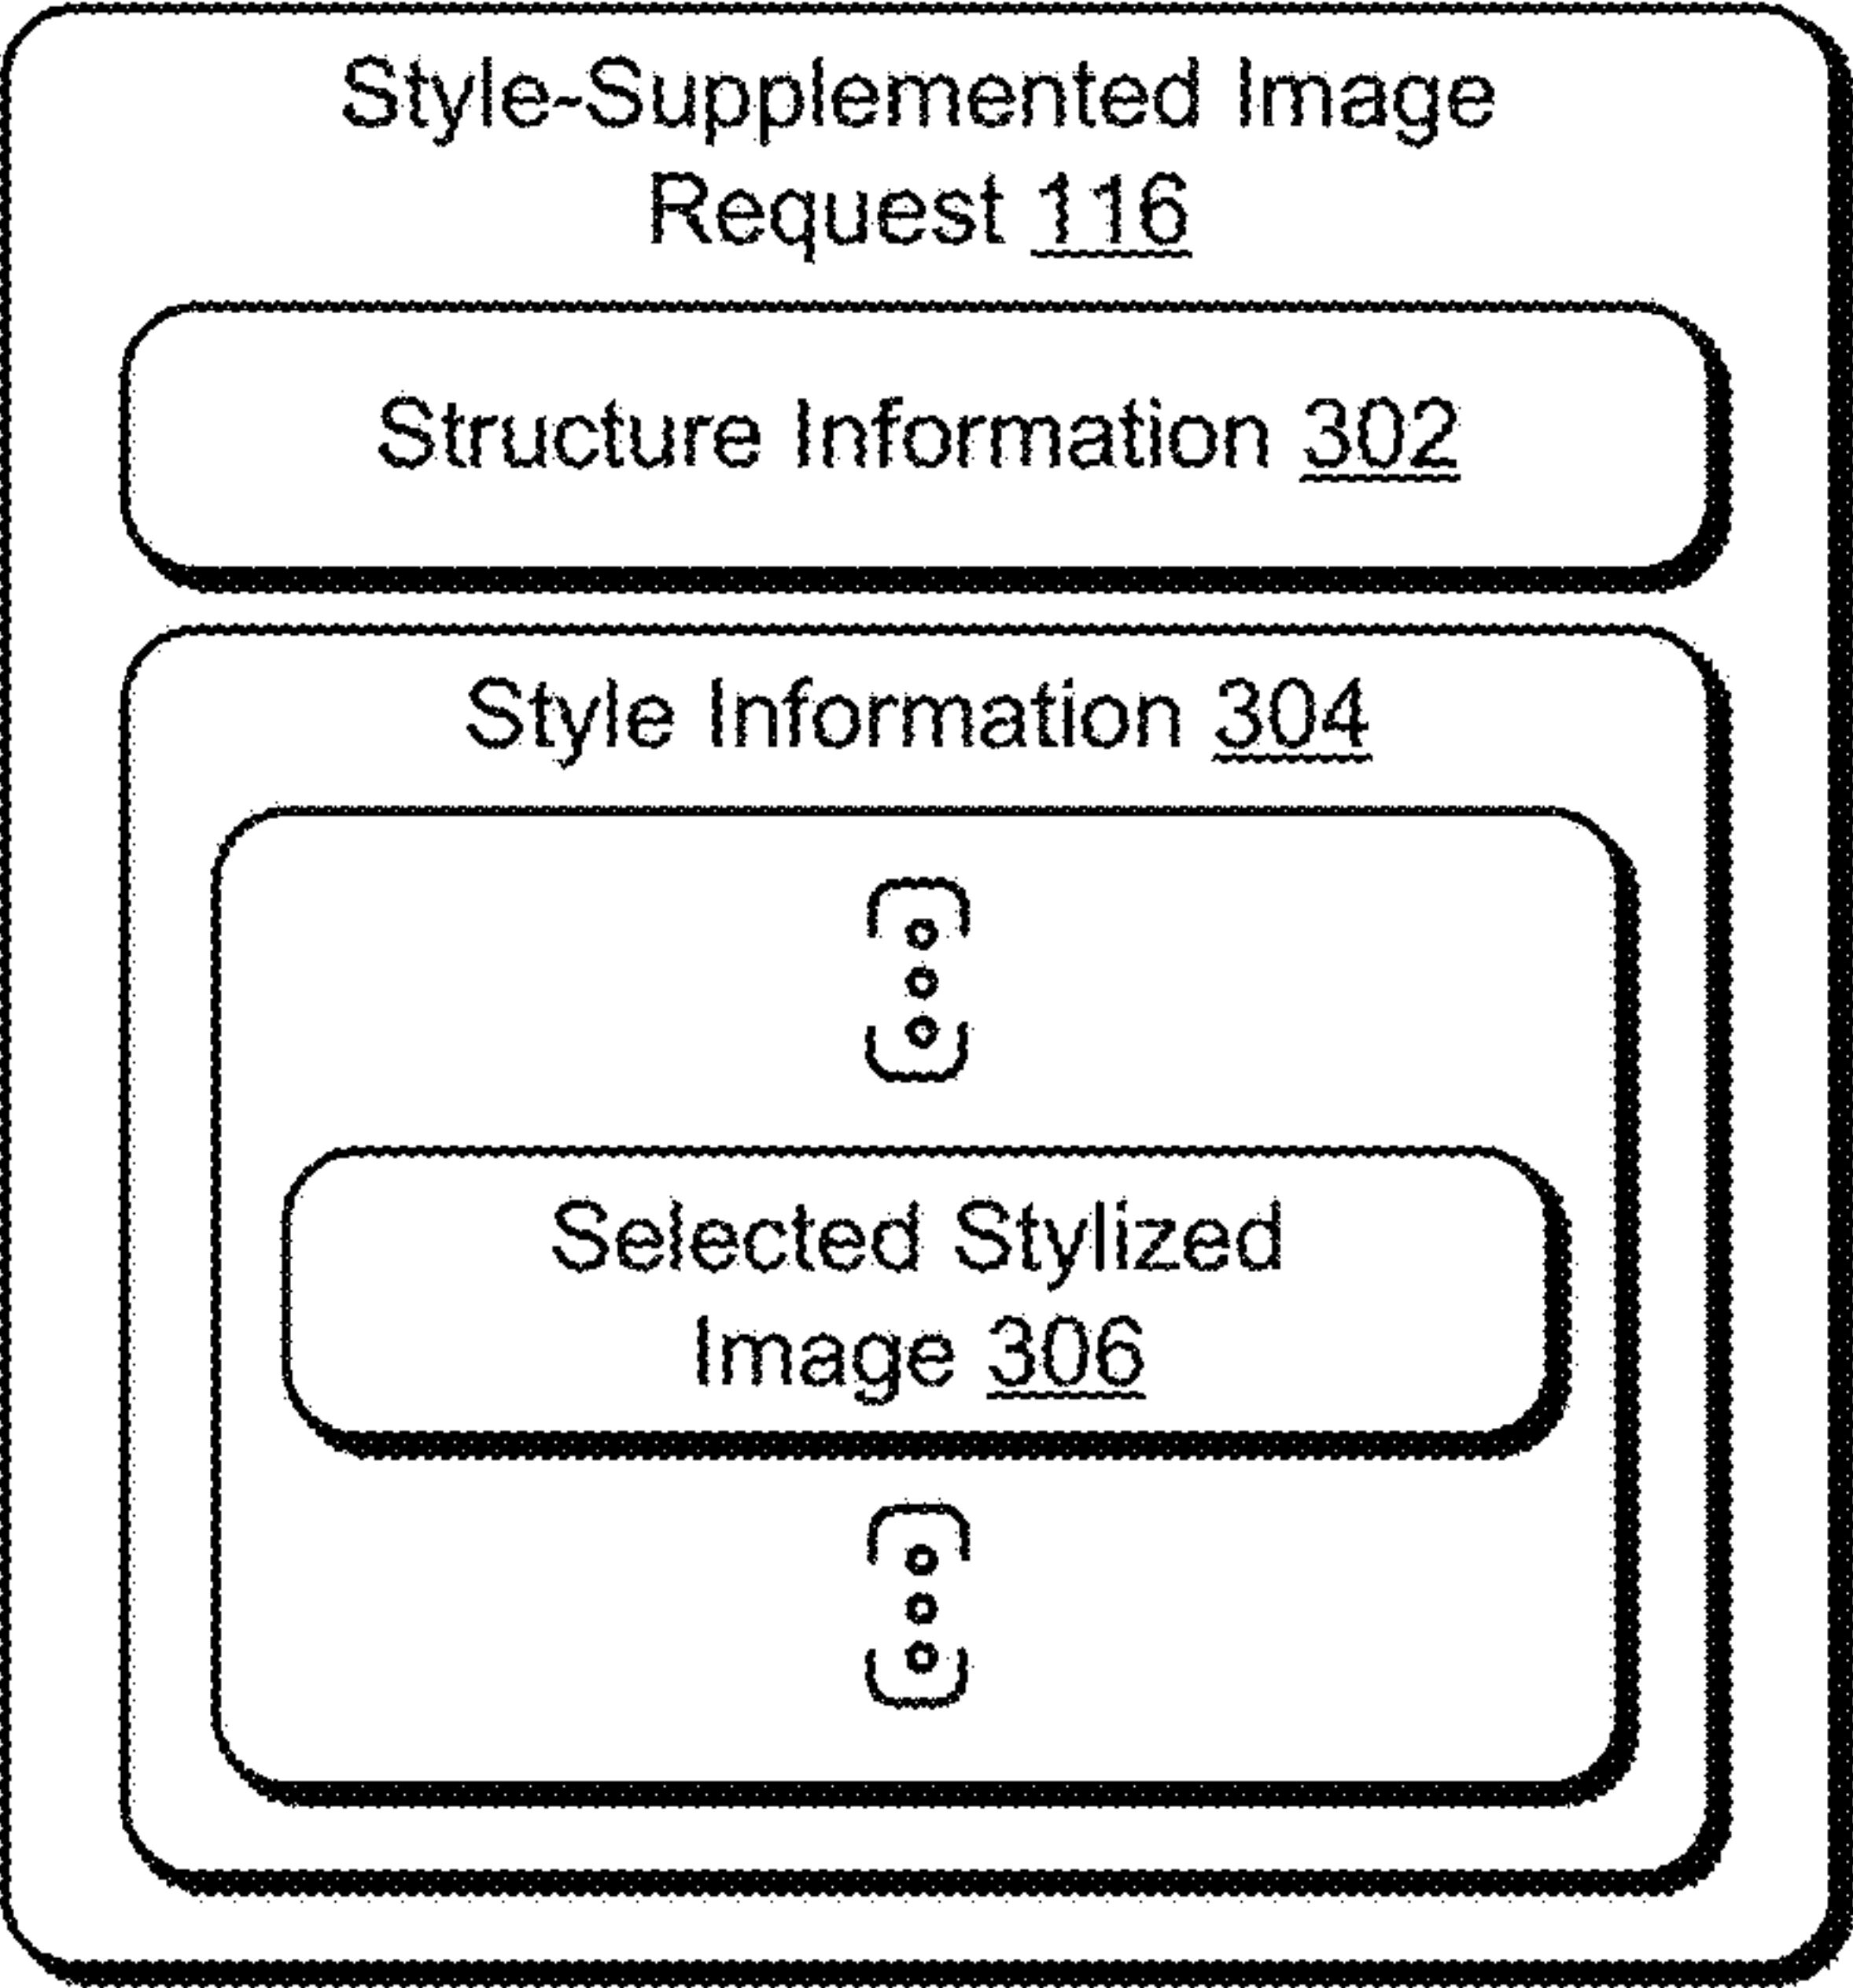 Style-Supplemented Image
Request 116
Structure Information 302
Style Information 304
Selected Stylized
Image 306